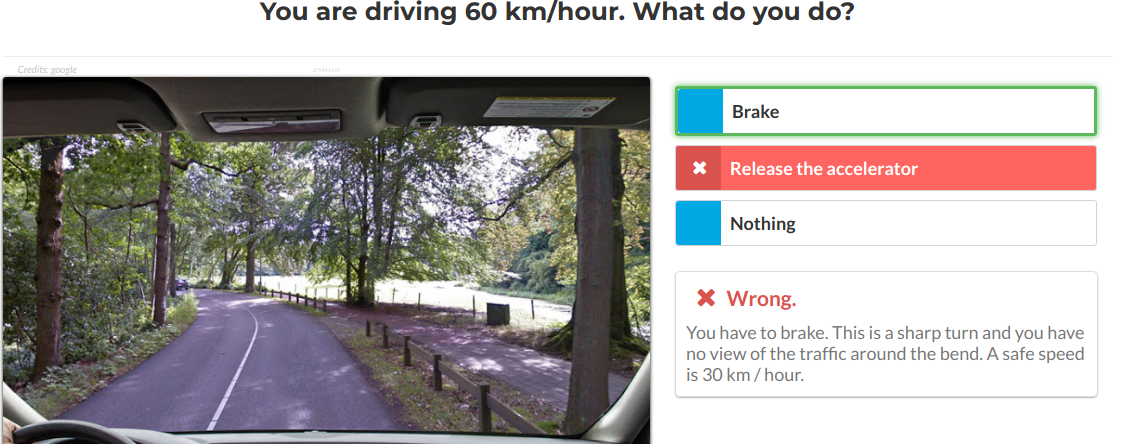 You are driving 60 km/hour. What do you do?
Credits: google
Brake
Release the accelerator
Nothing
Wrong.
You have to brake. This is a sharp turn and you have
no view of the traffic around the bend. A safe speed
is 30 km / hour.